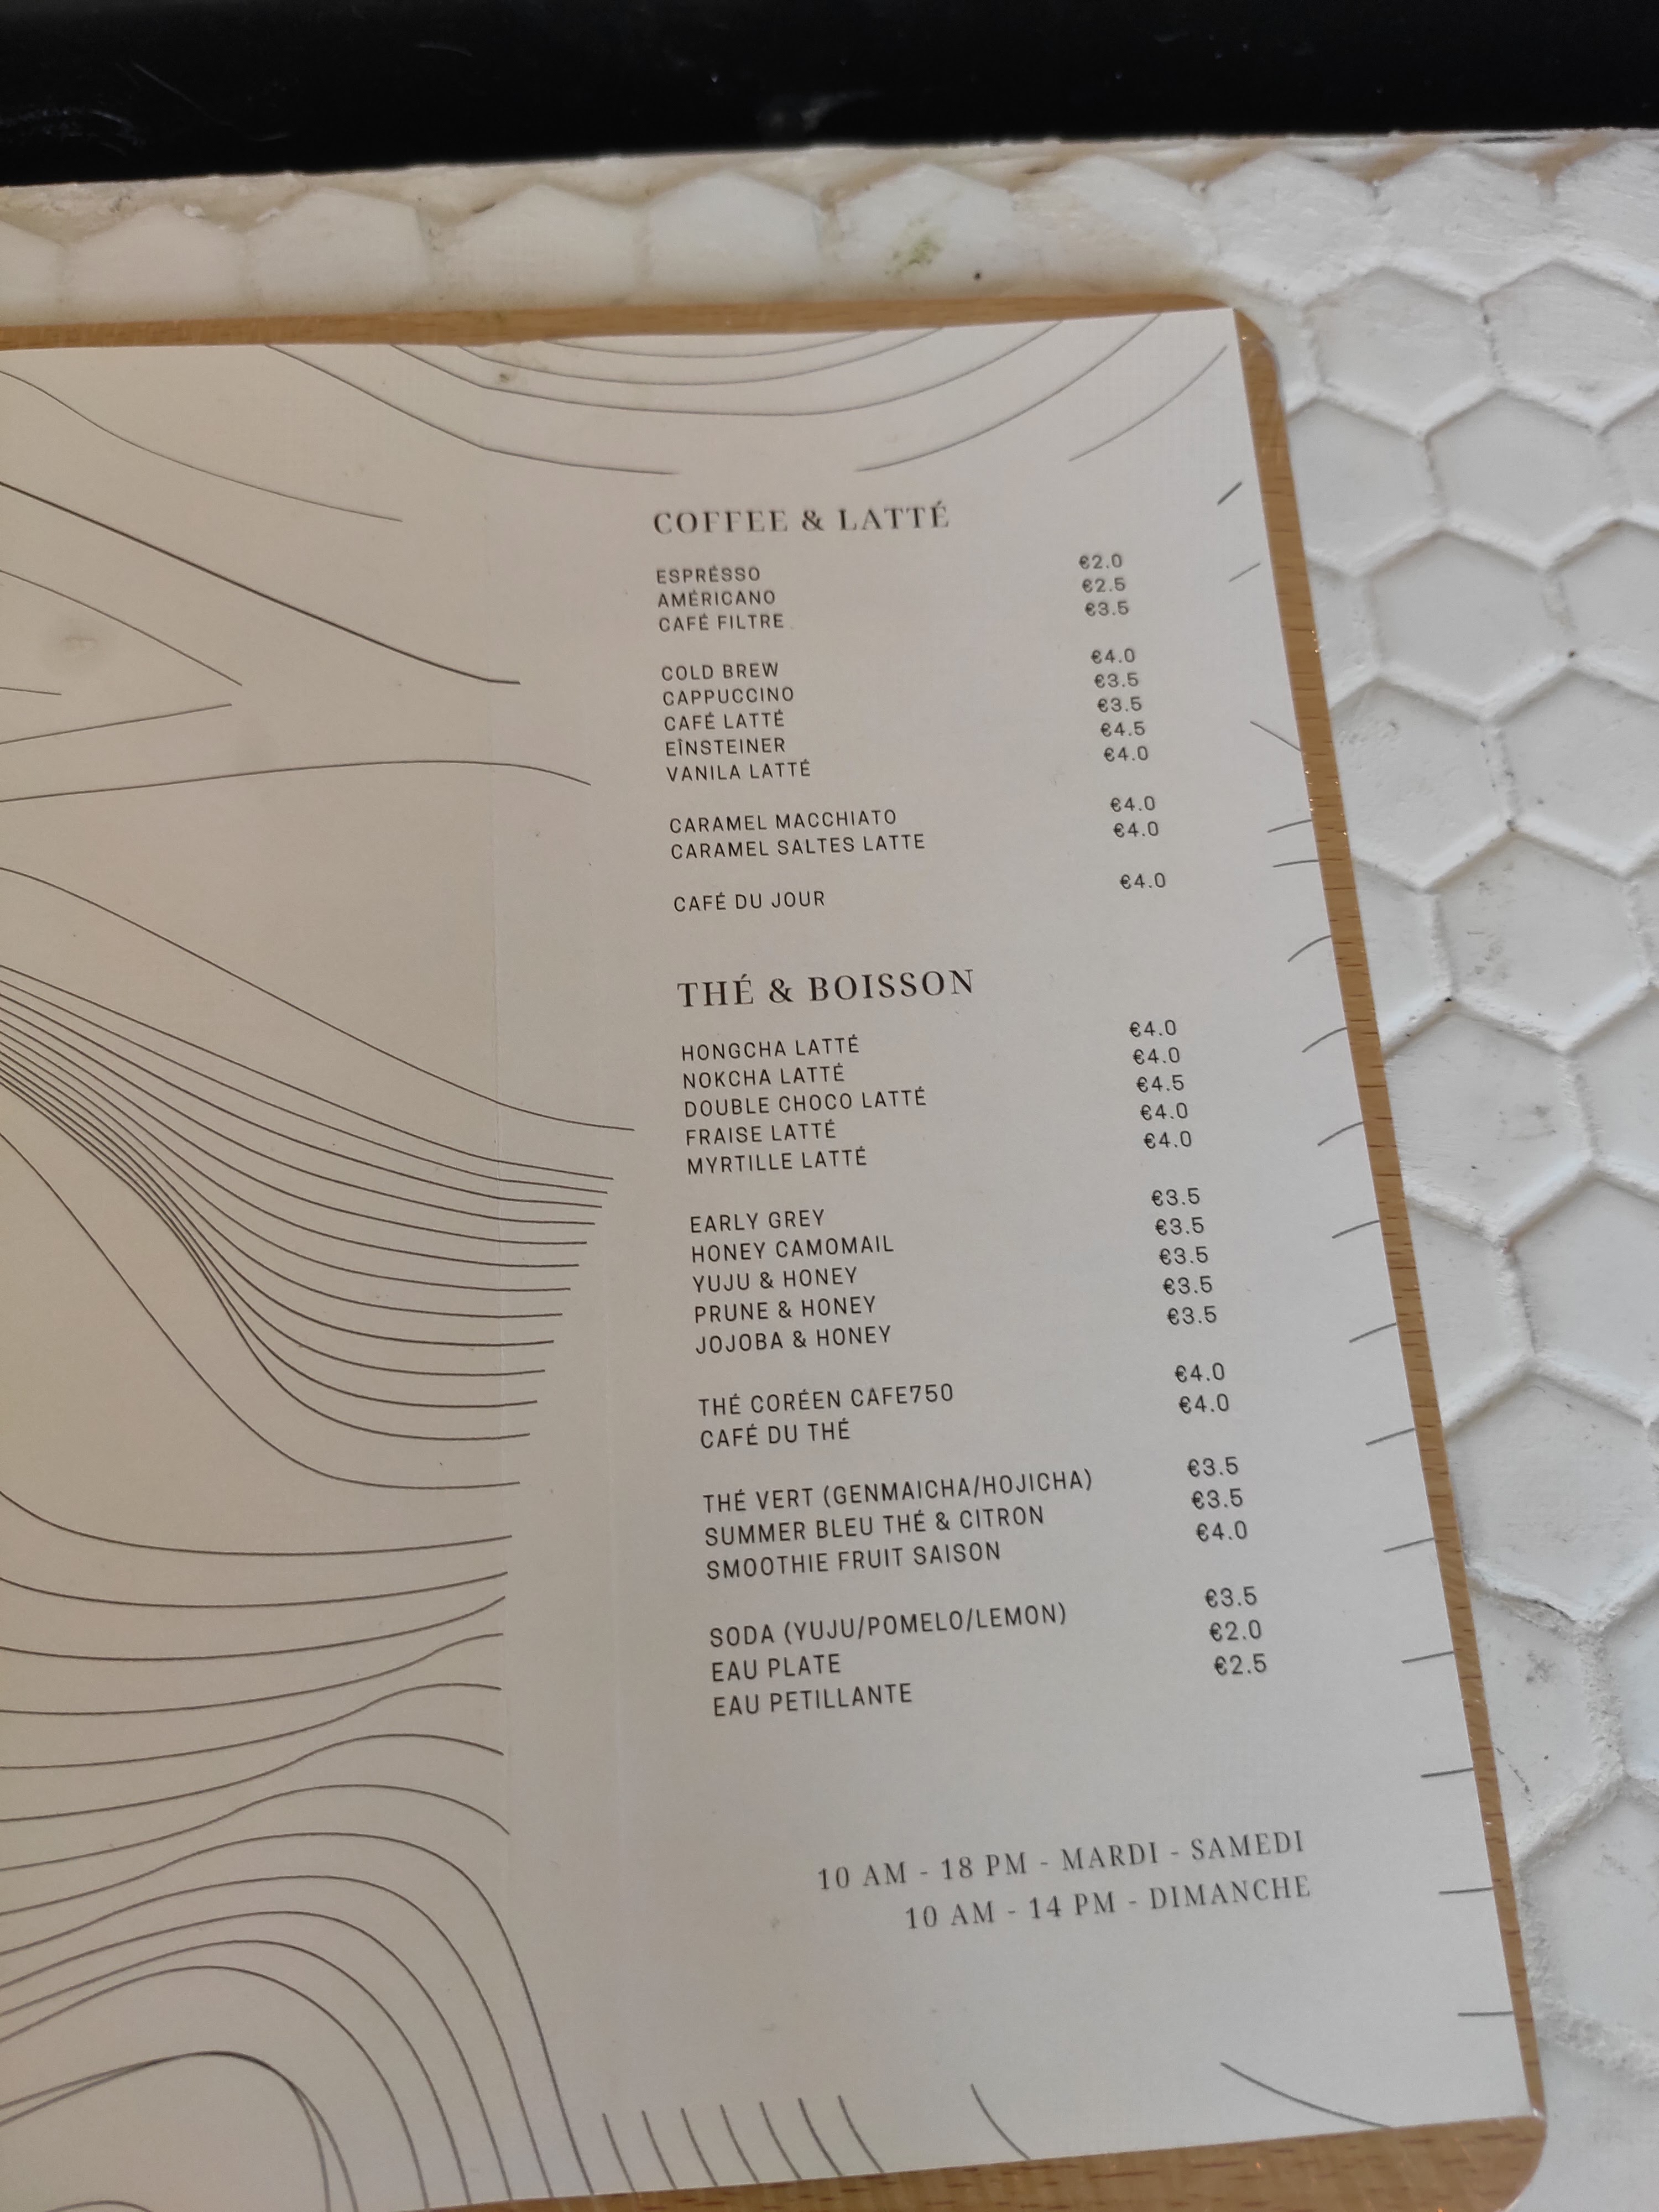 COFFEE & LATTÉ
ESPRÉSSO €2.0
AMÉRICANO €2.5
CAFÉ FILTRE €3.5
COLD BREW €4.0
CAPPUCCINO €3.5
CAFÉ LATTÉ €3.5
EÎNSTEINER €4.5
VANILA LATTÉ €4.0
CARAMEL MACCHIATO €4.0
CARAMEL SALTES LATTE €4.0
CAFÉ DU JOUR €4.0
THÉ & BOISSON
HONGCHA LATTÉ €4.0
NOKCHA LATTÉ €4.0
DOUBLE CHOCO LATTÉ €4.5
FRAISE LATTÉ €4.0
MYRTILLE LATTÉ €4.0
EARLY GREY €3.5
HONEY CAMOMAIL €3.5
YUJU & HONEY €3.5
PRUNE & HONEY €3.5
JOJOBA & HONEY €3.5
THÉ CORÉEN CAFE750 €4.0
CAFÉ DU THÉ €4.0
THÉ VERT (GENMAICHA/HOJICHA) €3.5
SUMMER BLEU THÉ & CITRON €3.5
SMOOTHIE FRUIT SAISON €4.0
SODA (YUJU/POMELO/LEMON) €3.5
EAU PLATE €2.0
EAU PETILLANTE €2.5
10 AM - 18 PM - MARDI - SAMEDI
10 AM - 14 PM - DIMANCHE